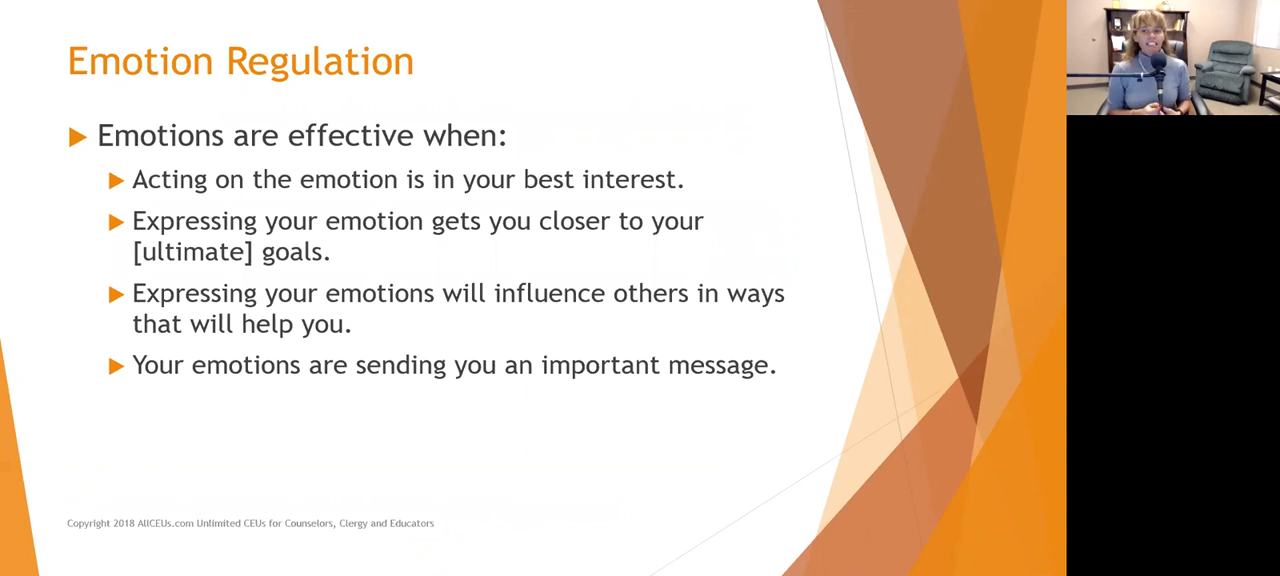 Emotion Regulation
Emotions are effective when:
Acting on the emotion is in your best interest.
Expressing your emotion gets you closer to your
[ultimate] goals.
Expressing your emotions will influence others in ways
that will help you.
Your emotions are sending you an important message.
Copyright 2018 AllCEUs.com Unlimited CEUs for Counselors, Clergy and Educators